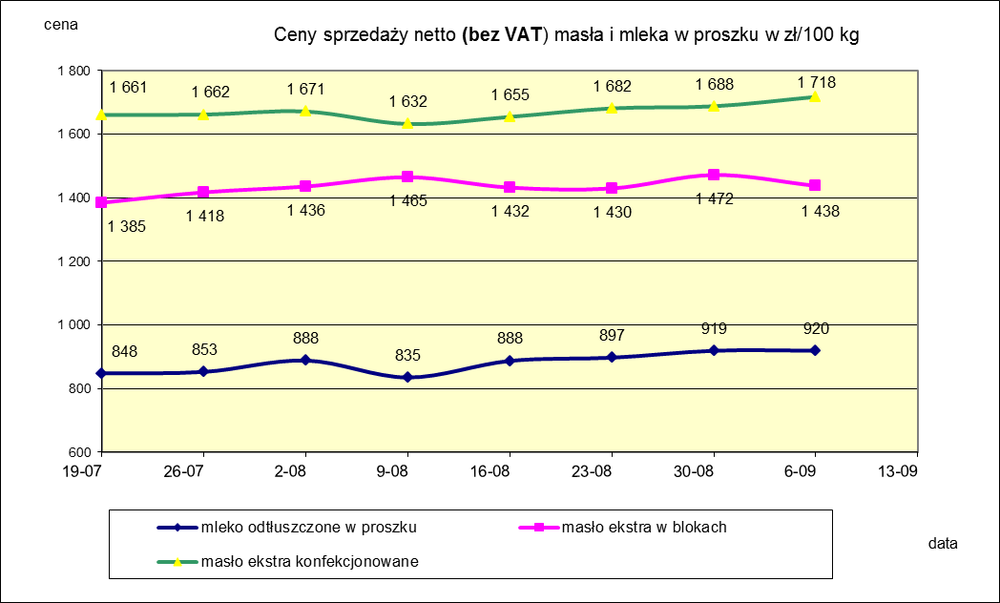 cena
Ceny sprzedaży netto (bez VAT) masła i mleka w proszku w zł/100 kg
1 800
1 661 1 662 1 671 1 632 1 655 1 682 1 688 1 718
1 600
1 400
1 385 1 418 1 436 1 465 1 432 1 430 1 472 1 438
1 200
1 000
848 853 888 835 888 897 919 920
800
600
19-07 26-07 2-08 9-08 16-08 23-08 30-08 6-09 13-09
mleko odtłuszczone w proszku masło ekstra w blokach
data
masło ekstra konfekcjonowane